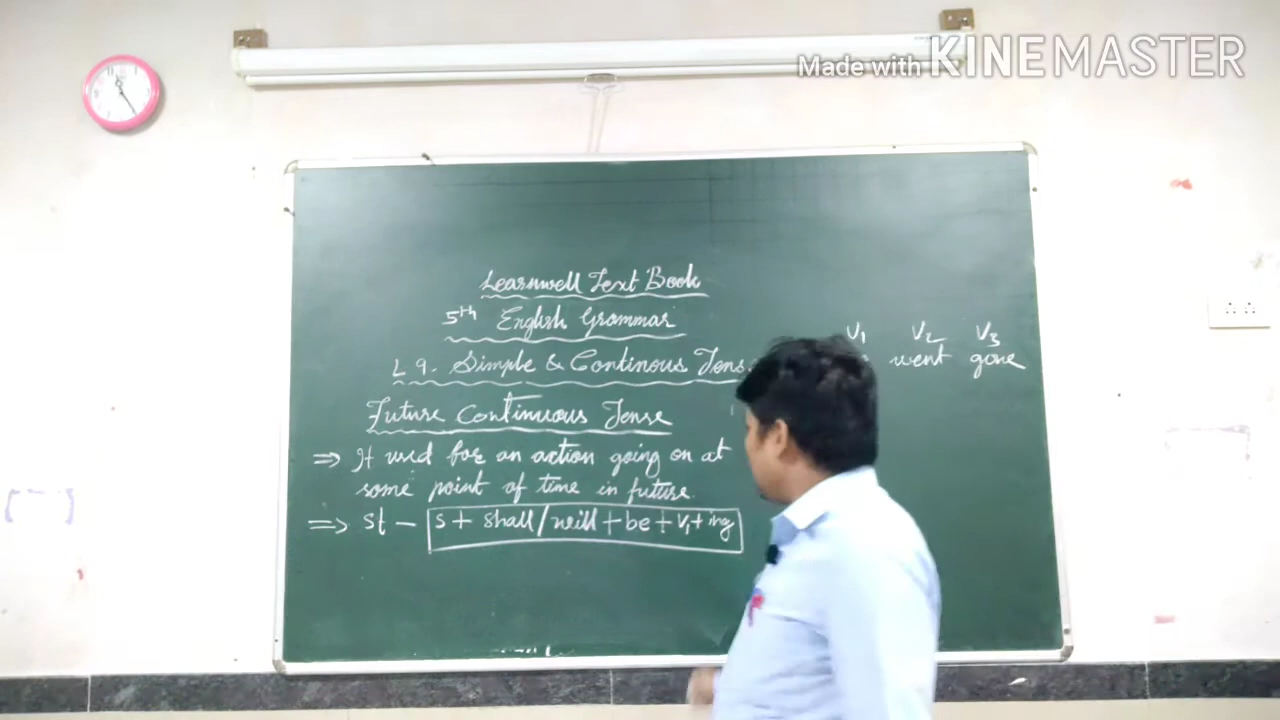 Made with KINEMASTER
Learnwell Text Book
5th English Grammar
L 9. Simple & Continous Tens
V1 V2 V3
went gone
Future Continuous Tense
⇒ It used for an action going on at
some point of time in future.
⇒ St - S + shall/will + be + V1 + ing